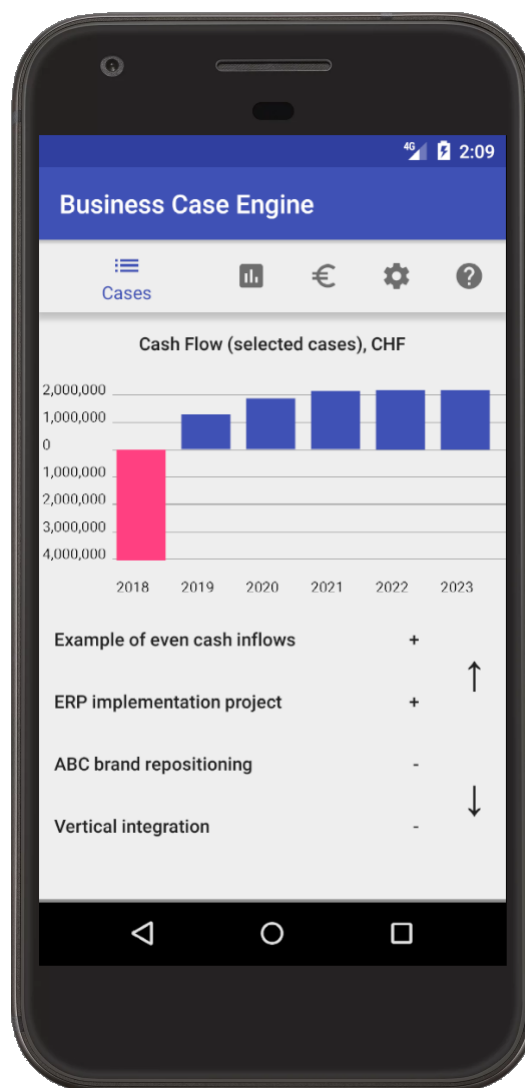 4G 2:09
Business Case Engine
Cases
Cash Flow (selected cases), CHF
2,000,000
1,000,000
0
1,000,000
2,000,000
3,000,000
4,000,000
2018 2019 2020 2021 2022 2023
Example of even cash inflows +
ERP implementation project +
ABC brand repositioning -
Vertical integration -